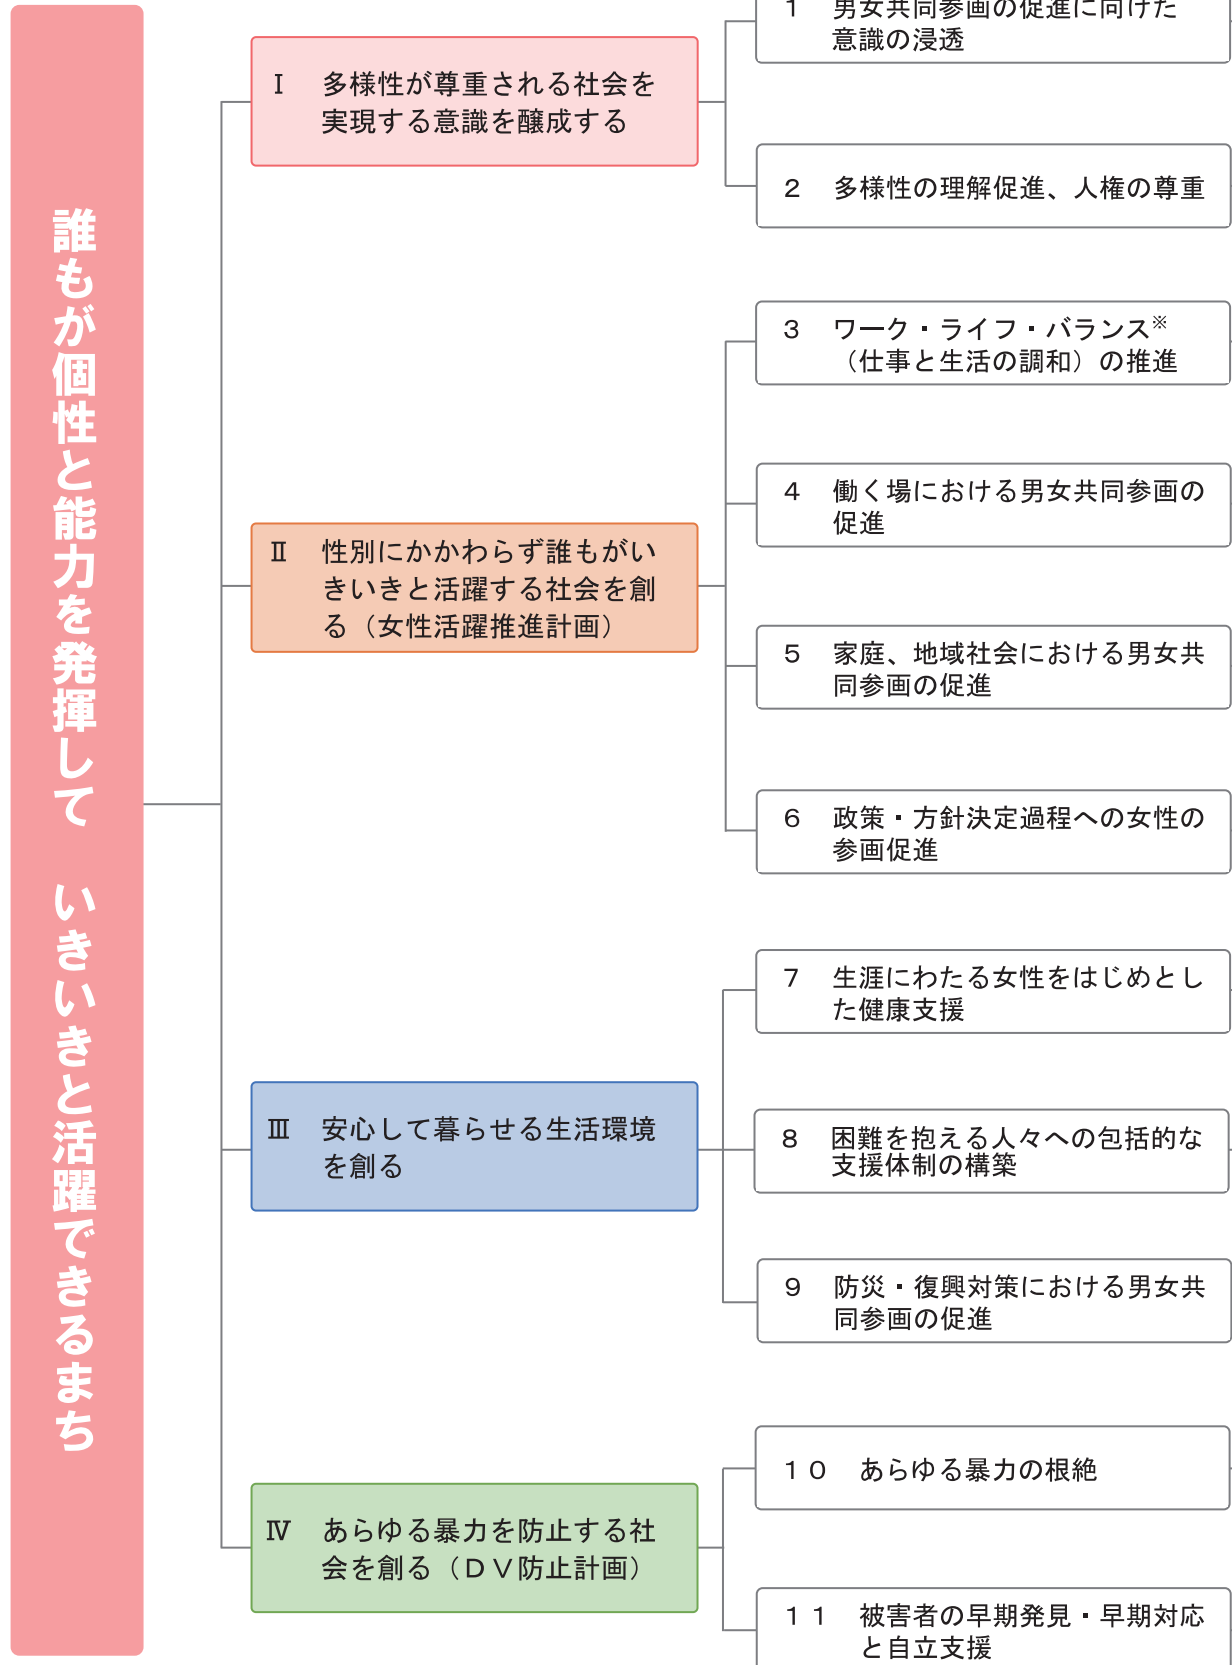 誰もが個性と能力を発揮して　いきいきと活躍できるまち
Ⅰ　多様性が尊重される社会を
実現する意識を醸成する
1　男女共同参画の促進に向けた
意識の浸透
2　多様性の理解促進、人権の尊重
Ⅱ　性別にかかわらず誰もがい
きいきと活躍する社会を創
る（女性活躍推進計画）
3　ワーク・ライフ・バランス※
（仕事と生活の調和）の推進
4　働く場における男女共同参画の
促進
5　家庭、地域社会における男女共
同参画の促進
6　政策・方針決定過程への女性の
参画促進
Ⅲ　安心して暮らせる生活環境
を創る
7　生涯にわたる女性をはじめとし
た健康支援
8　困難を抱える人々への包括的な
支援体制の構築
9　防災・復興対策における男女共
同参画の促進
Ⅳ　あらゆる暴力を防止する社
会を創る（ＤＶ防止計画）
10　あらゆる暴力の根絶
11　被害者の早期発見・早期対応
と自立支援